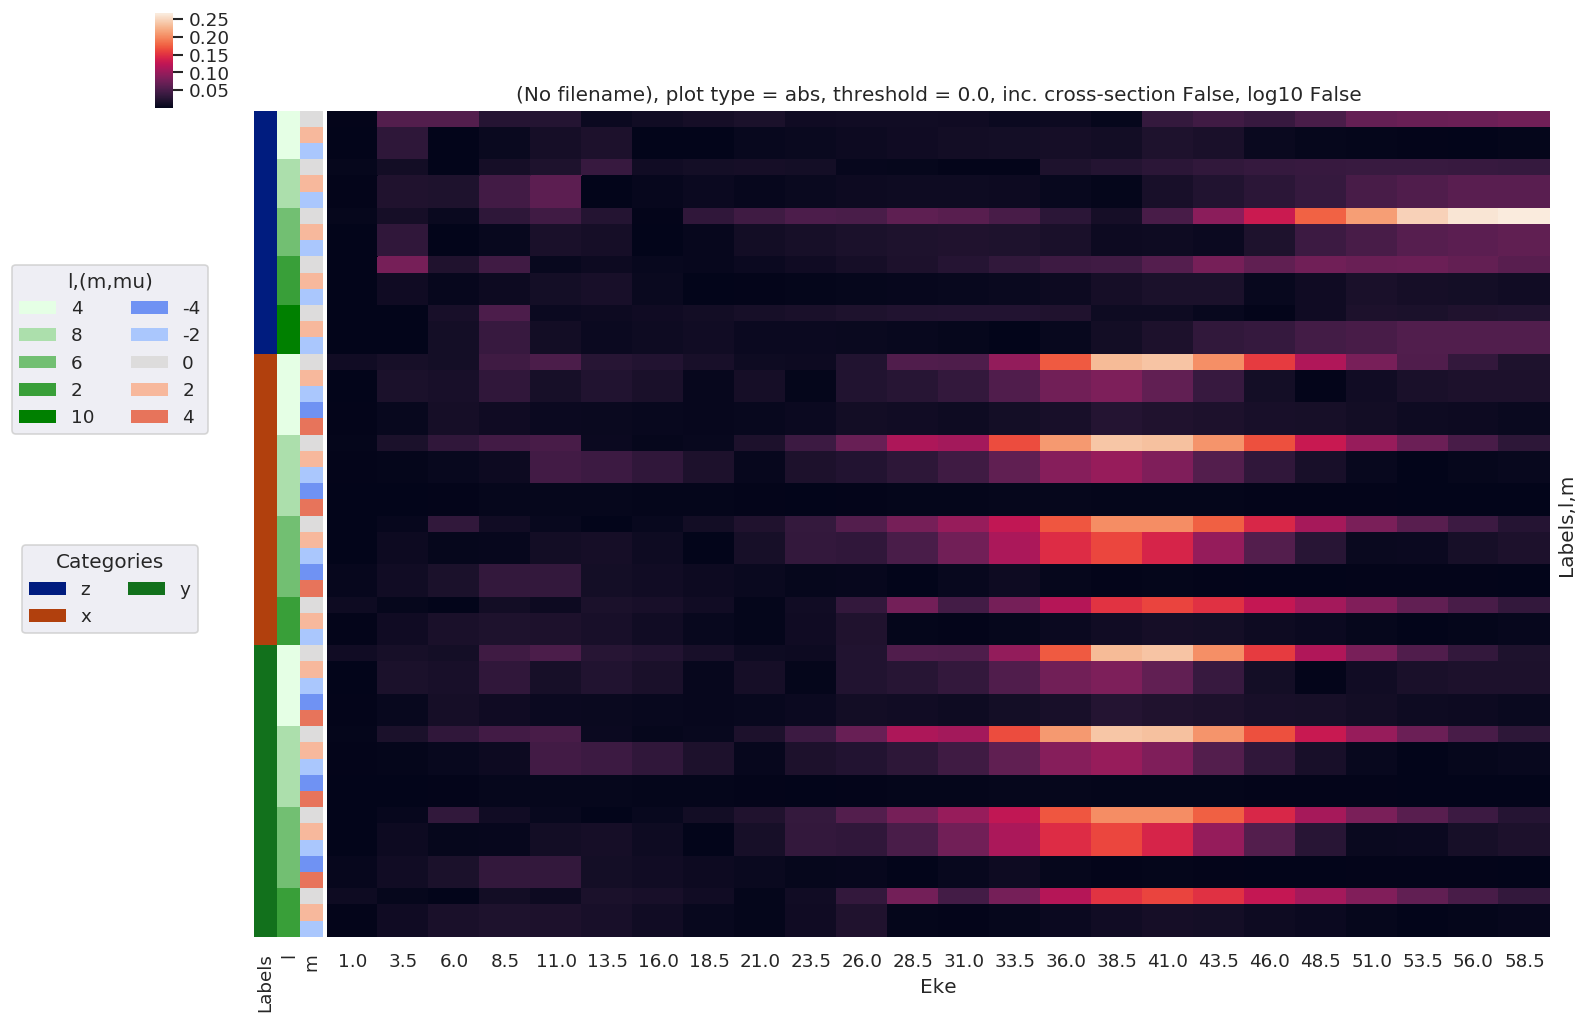 0.25
0.20
0.15
0.10
0.05
(No filename), plot type = abs, threshold = 0.0, inc. cross-section False, log10 False
l,(m,mu)
4 -4
8 -2
6 0
2 2
10 4
Categories
z y
x
Labels,l,m
Labels l m
1.0 3.5 6.0 8.5 11.0 13.5 16.0 18.5 21.0 23.5 26.0 28.5 31.0 33.5 36.0 38.5 41.0 43.5 46.0 48.5 51.0 53.5 56.0 58.5
Eke